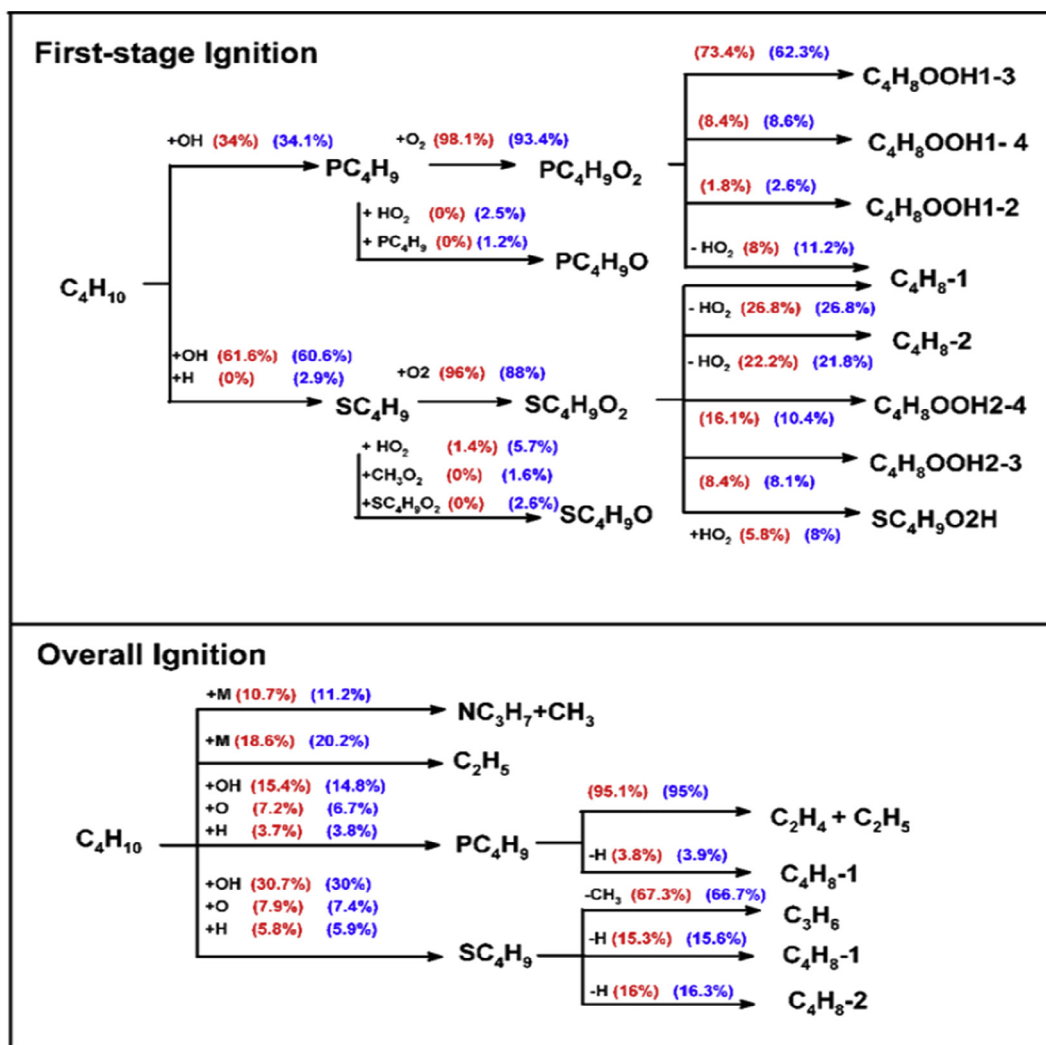 First-stage Ignition
(73.4%) (62.3%)
C₄H₈OOH1-3
+OH (34%) (34.1%)
+O₂ (98.1%) (93.4%)
(8.4%) (8.6%)
C₄H₈OOH1- 4
PC₄H₉
PC₄H₉O₂
(1.8%) (2.6%)
C₄H₈OOH1-2
+ HO₂ (0%) (2.5%)
+ PC₄H₉ (0%) (1.2%)
PC₄H₉O
- HO₂ (8%) (11.2%)
C₄H₈-1
C₄H₁₀
- HO₂ (26.8%) (26.8%)
C₄H₈-2
+OH (61.6%) (60.6%)
+H (0%) (2.9%)
+O2 (96%) (88%)
- HO₂ (22.2%) (21.8%)
SC₄H₉
SC₄H₉O₂
C₄H₈OOH2-4
(16.1%) (10.4%)
+ HO₂ (1.4%) (5.7%)
+CH₃O₂ (0%) (1.6%)
+SC₄H₉O₂ (0%) (2.6%)
SC₄H₉O
C₄H₈OOH2-3
(8.4%) (8.1%)
SC₄H₉O2H
+HO₂ (5.8%) (8%)
Overall Ignition
+M (10.7%) (11.2%)
NC₃H₇+CH₃
+M (18.6%) (20.2%)
C₂H₅
+OH (15.4%) (14.8%)
+O (7.2%) (6.7%)
+H (3.7%) (3.8%)
C₄H₁₀
PC₄H₉
(95.1%) (95%)
C₂H₄ + C₂H₅
-H (3.8%) (3.9%)
C₄H₈-1
+OH (30.7%) (30%)
+O (7.9%) (7.4%)
+H (5.8%) (5.9%)
SC₄H₉
-CH₃ (67.3%) (66.7%)
C₃H₆
-H (15.3%) (15.6%)
C₄H₈-1
-H (16%) (16.3%)
C₄H₈-2